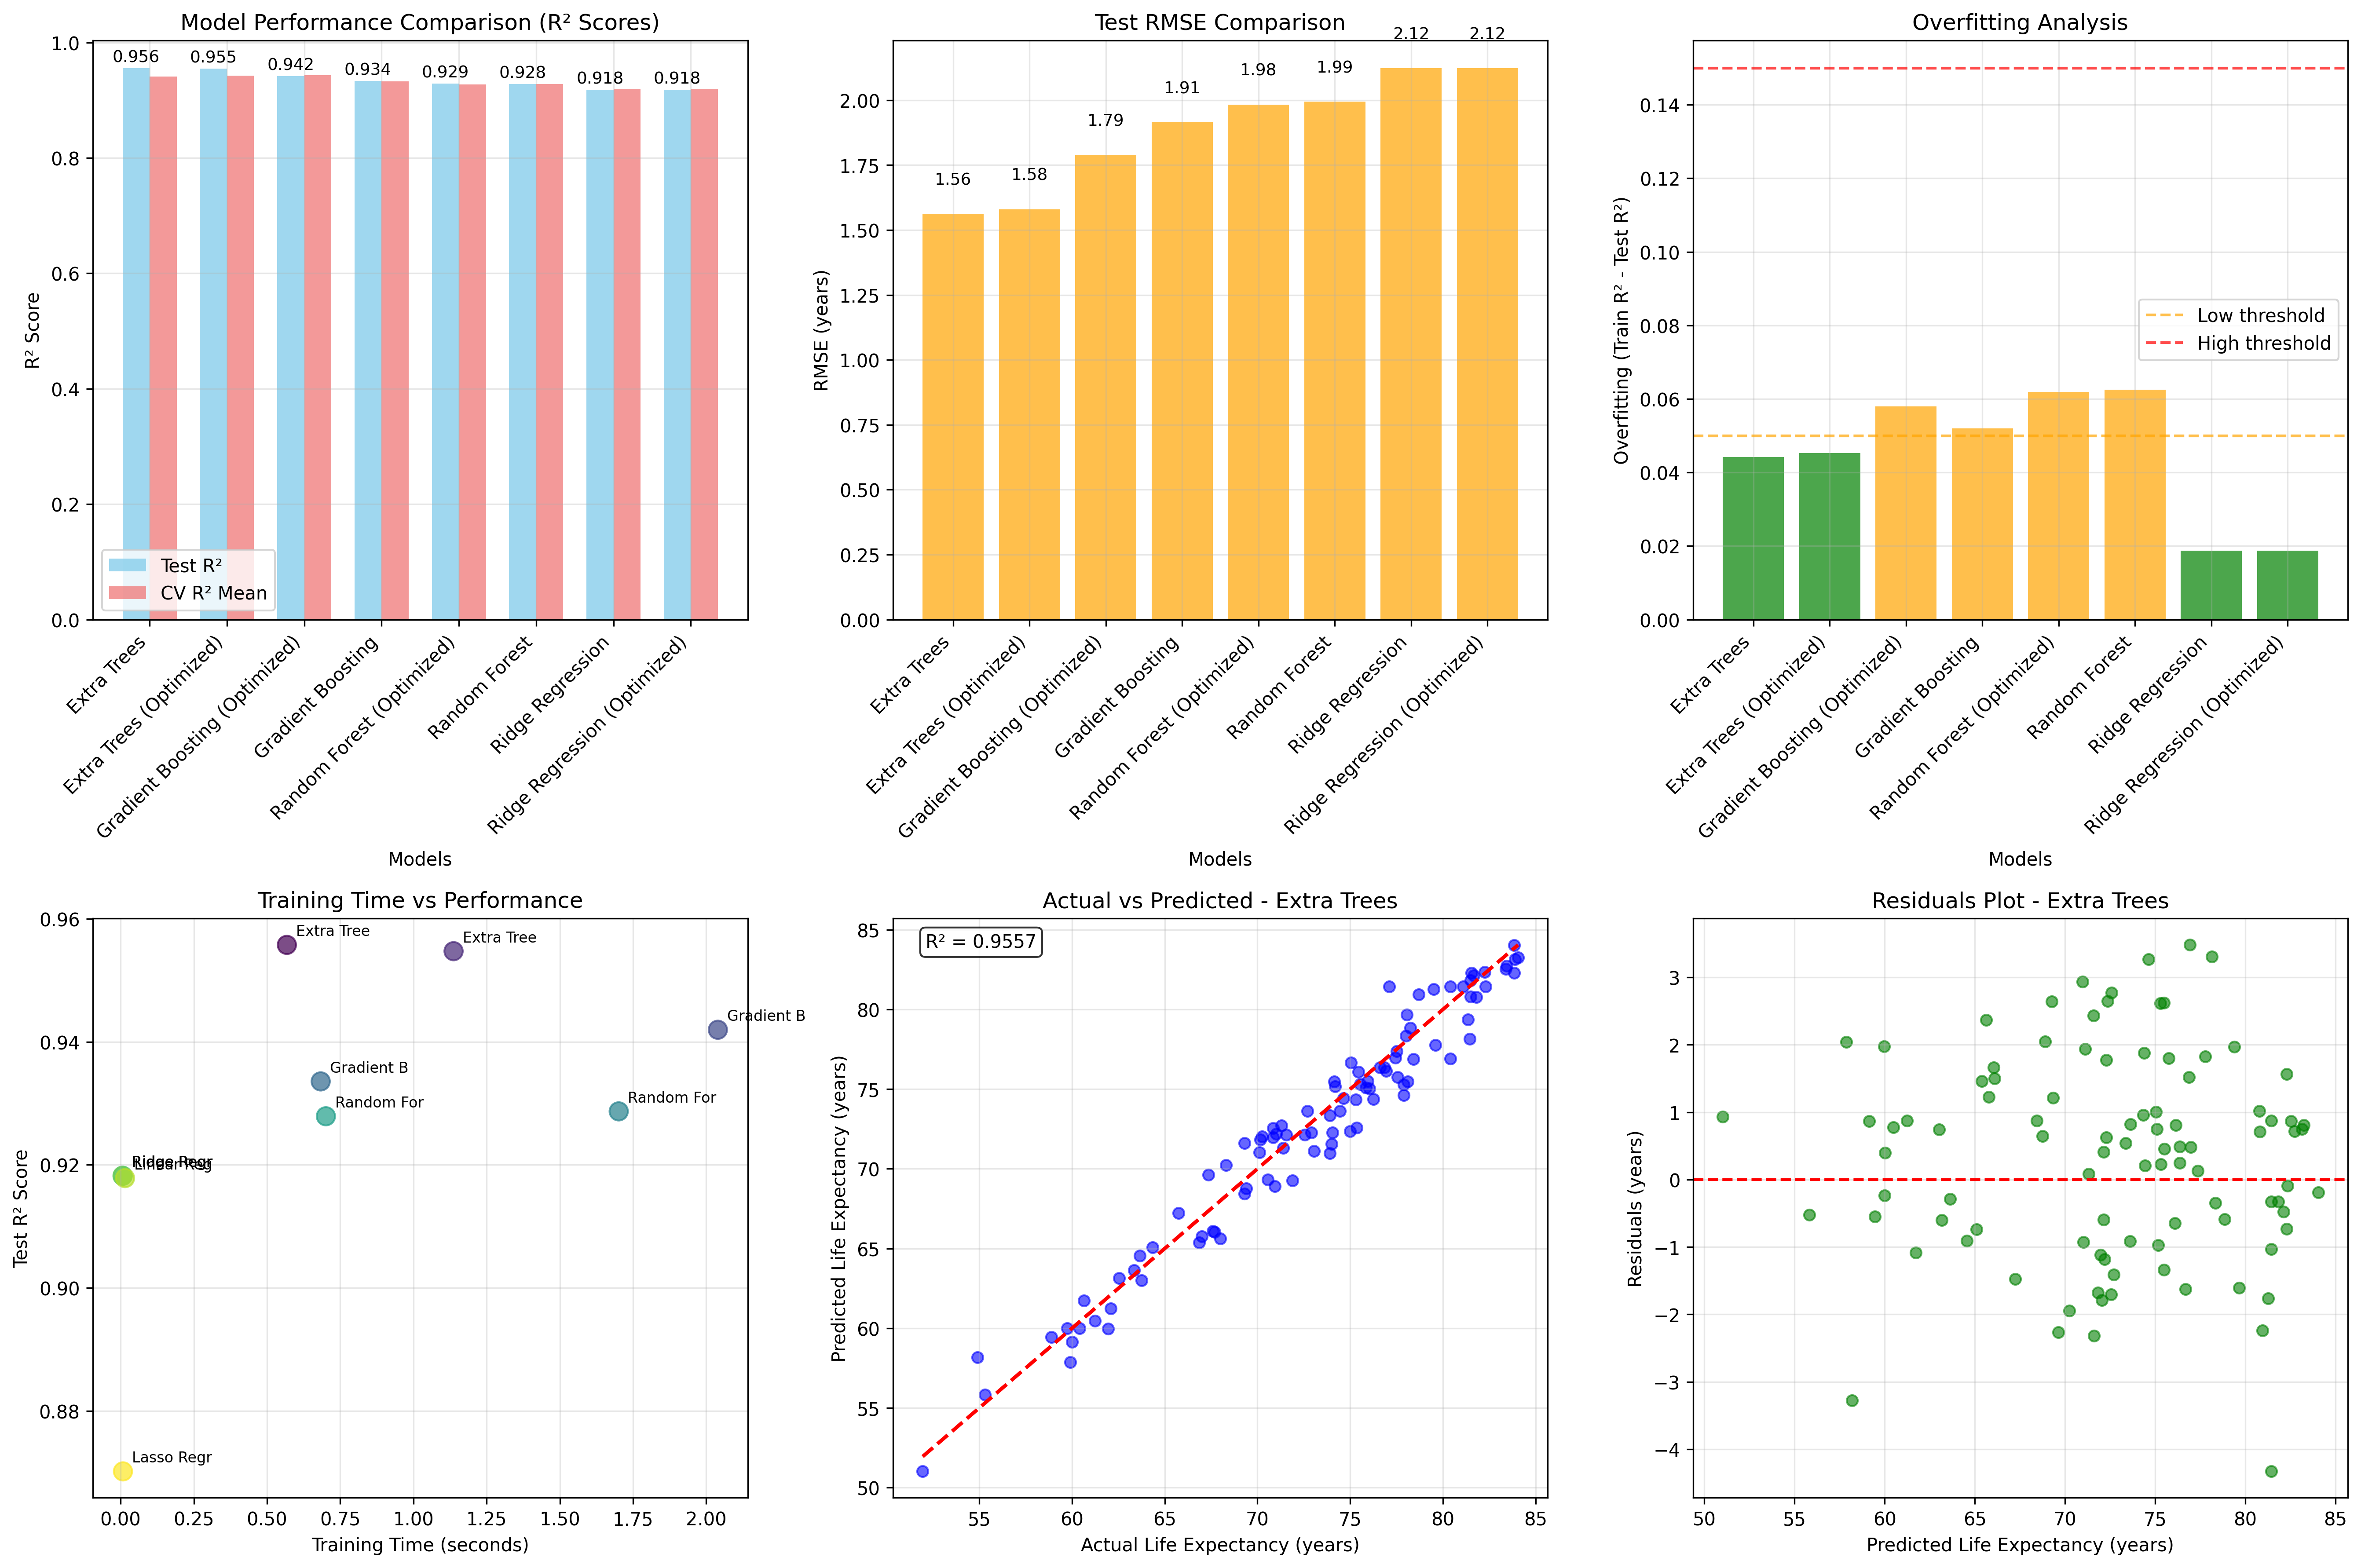 Model Performance Comparison (R² Scores)
R² Score
1.0
0.8
0.6
0.4
0.2
0.0
0.956
0.955
0.942
0.934
0.929
0.928
0.918
0.918
Test R²
CV R² Mean
Extra Trees
Extra Trees (Optimized)
Gradient Boosting (Optimized)
Gradient Boosting
Random Forest (Optimized)
Random Forest
Ridge Regression
Ridge Regression (Optimized)
Models
Test RMSE Comparison
RMSE (years)
2.00
1.75
1.50
1.25
1.00
0.75
0.50
0.25
0.00
1.56
1.58
1.79
1.91
1.98
1.99
2.12
2.12
Extra Trees
Extra Trees (Optimized)
Gradient Boosting (Optimized)
Gradient Boosting
Random Forest (Optimized)
Random Forest
Ridge Regression
Ridge Regression (Optimized)
Models
Overfitting Analysis
Overfitting (Train R² - Test R²)
0.14
0.12
0.10
0.08
0.06
0.04
0.02
0.00
Low threshold
High threshold
Extra Trees
Extra Trees (Optimized)
Gradient Boosting (Optimized)
Gradient Boosting
Random Forest (Optimized)
Random Forest
Ridge Regression
Ridge Regression (Optimized)
Models
Training Time vs Performance
Test R² Score
0.96
0.94
0.92
0.90
0.88
Extra Tree
Extra Tree
Gradient B
Gradient B
Random For
Random For
Ridge Regr
Linear Reg
Lasso Regr
0.00 0.25 0.50 0.75 1.00 1.25 1.50 1.75 2.00
Training Time (seconds)
Actual vs Predicted - Extra Trees
Predicted Life Expectancy (years)
R² = 0.9557
85
80
75
70
65
60
55
50
55 60 65 70 75 80 85
Actual Life Expectancy (years)
Residuals Plot - Extra Trees
Residuals (years)
3
2
1
0
−1
−2
−3
−4
50 55 60 65 70 75 80 85
Predicted Life Expectancy (years)